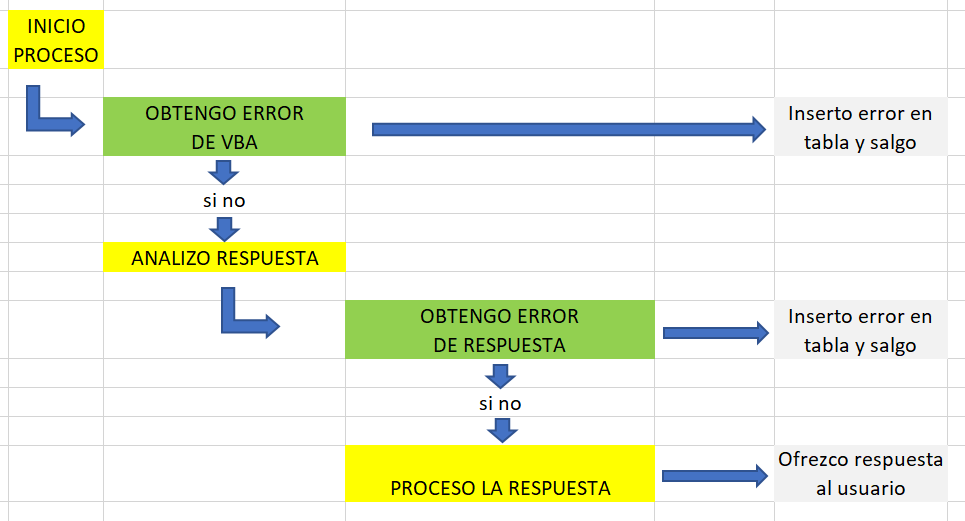 INICIO
PROCESO
OBTENGO ERROR
DE VBA
Inserto error en
tabla y salgo
si no
ANALIZO RESPUESTA
OBTENGO ERROR
DE RESPUESTA
Inserto error en
tabla y salgo
si no
PROCESO LA RESPUESTA
Ofrezco respuesta
al usuario